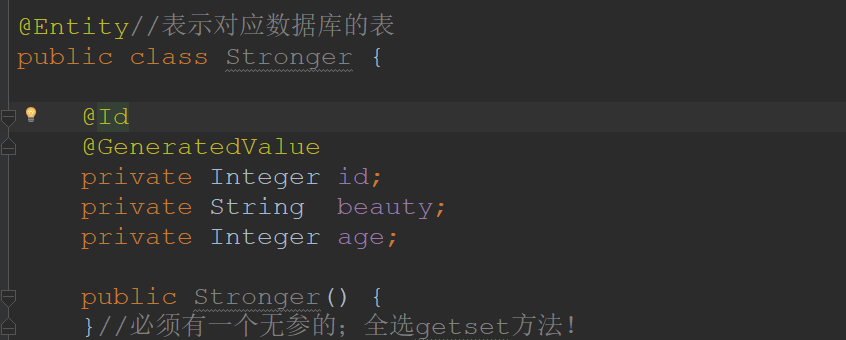 @Entity//表示对应数据库的表
public class Stronger {
@Id
@GeneratedValue
private Integer id;
private String  beauty;
private Integer age;
public Stronger() {
}//必须有一个无参的；全选getset方法！